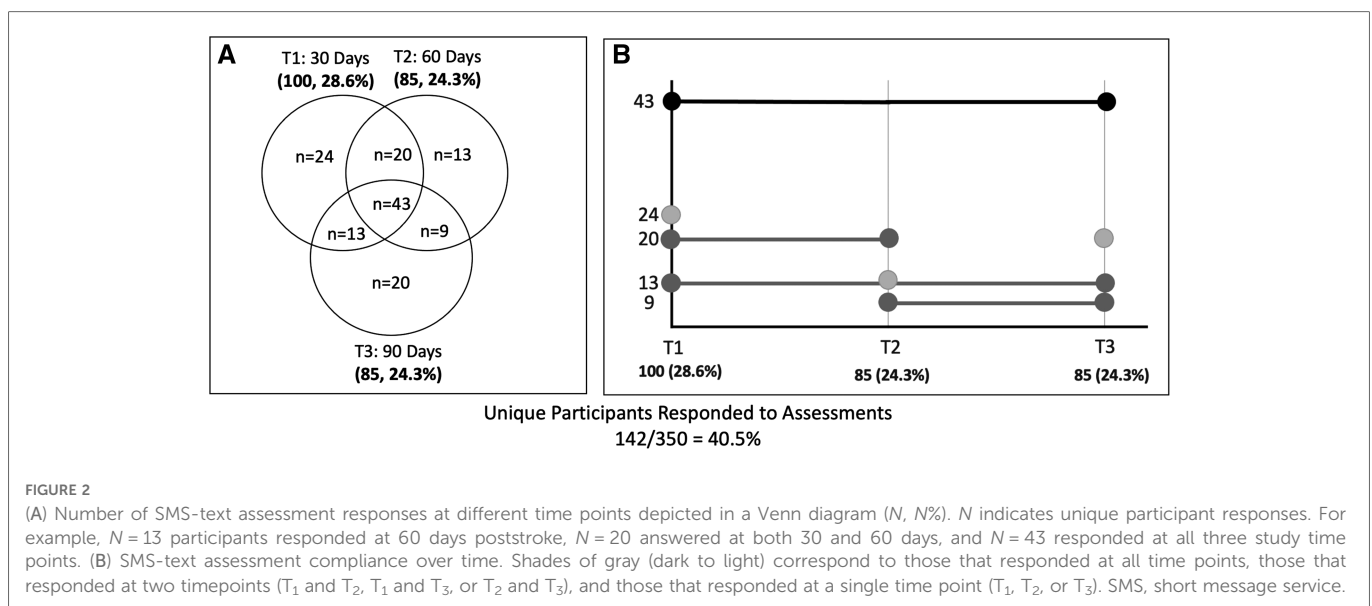 A
T1: 30 Days
(100, 28.6%)
T2: 60 Days
(85, 24.3%)
n=24
n=20
n=13
n=43
n=13
n=9
n=20
T3: 90 Days
(85, 24.3%)
B
43
24
20
13
9
T1
T2
T3
100 (28.6%)
85 (24.3%)
85 (24.3%)
Unique Participants Responded to Assessments
142/350 = 40.5%
FIGURE 2
(A) Number of SMS-text assessment responses at different time points depicted in a Venn diagram (N, N%). N indicates unique participant responses. For
example, N = 13 participants responded at 60 days poststroke, N = 20 answered at both 30 and 60 days, and N = 43 responded at all three study time
points. (B) SMS-text assessment compliance over time. Shades of gray (dark to light) correspond to those that responded at all time points, those that
responded at two timepoints (T₁ and T₂, T₁ and T₃, or T₂ and T₃), and those that responded at a single time point (T₁, T₂, or T₃). SMS, short message service.